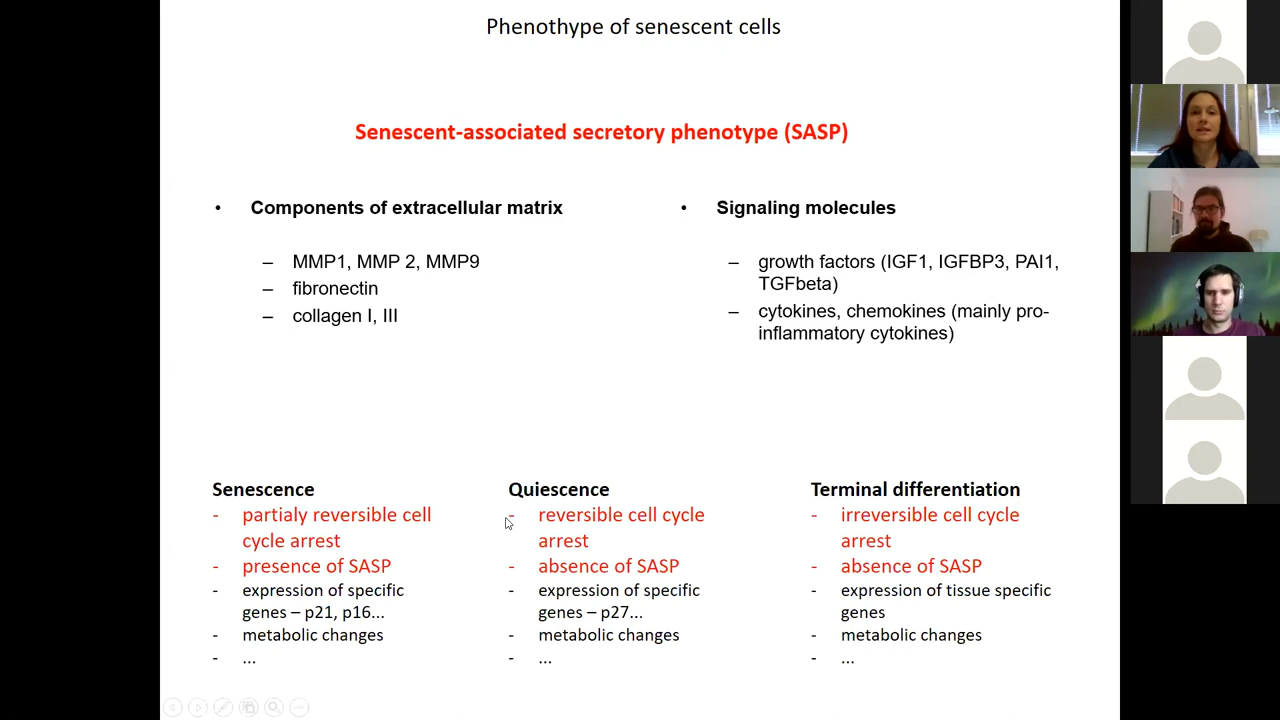 Phenothype of senescent cells
Senescent-associated secretory phenotype (SASP)
• Components of extracellular matrix
– MMP1, MMP 2, MMP9
– fibronectin
– collagen I, III
• Signaling molecules
– growth factors (IGF1, IGFBP3, PAI1,
TGFbeta)
– cytokines, chemokines (mainly pro-
inflammatory cytokines)
Senescence
- partialy reversible cell
cycle arrest
- presence of SASP
- expression of specific
genes – p21, p16...
- metabolic changes
- ...
Quiescence
- reversible cell cycle
arrest
- absence of SASP
- expression of specific
genes – p27...
- metabolic changes
- ...
Terminal differentiation
- irreversible cell cycle
arrest
- absence of SASP
- expression of tissue specific
genes
- metabolic changes
- ...